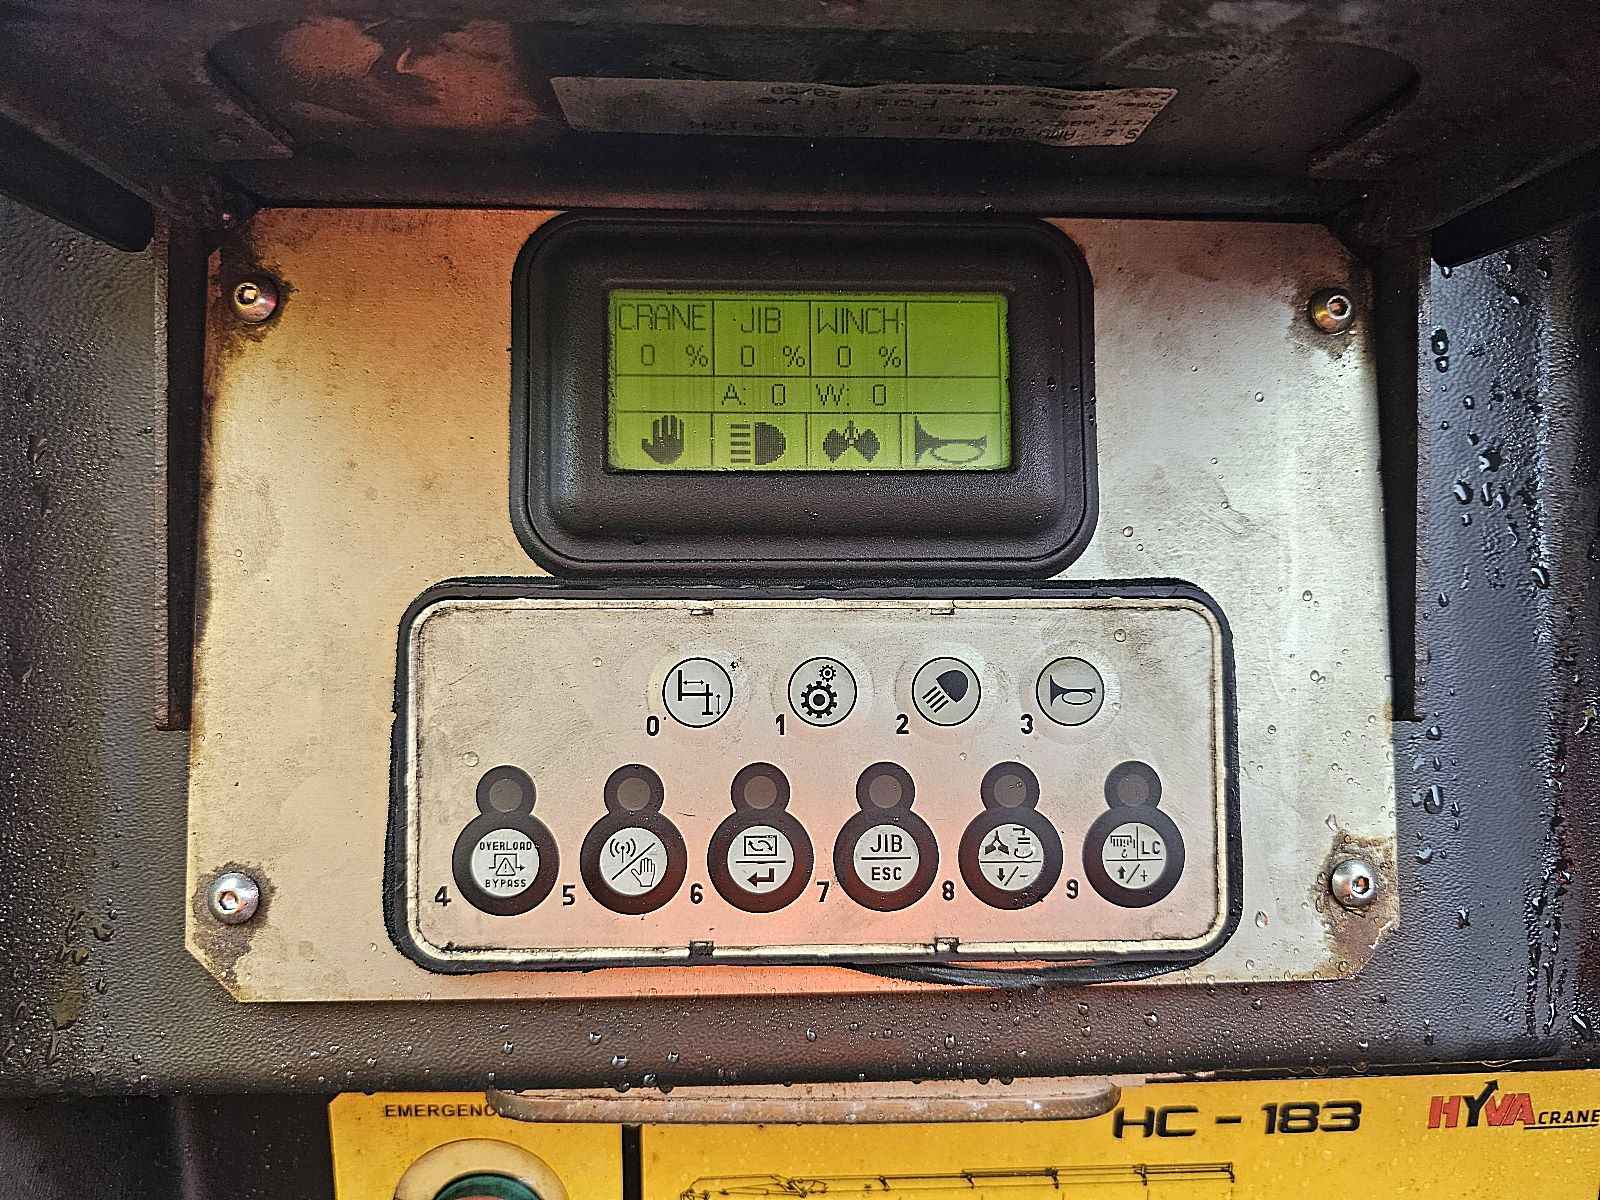 CRANE JIB WINCH
0 % 0 % 0 %
A: 0 W: 0
0 1 2 3
OVERLOAD
BYPASS
JIB
ESC
LC
↓/- ↑/+
4 5 6 7 8 9
EMERGENC
HC - 183
HYVA CRANE